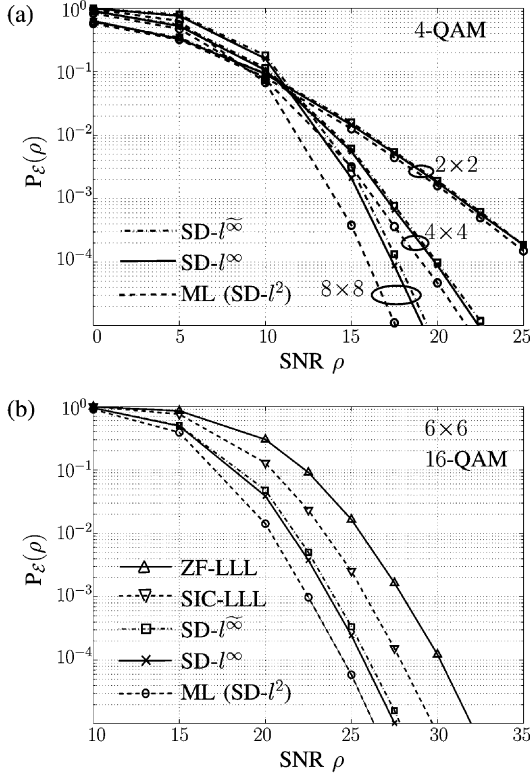 (a)
4-QAM
10^0
10^-1
10^-2
10^-3
10^-4
P_ℰ(ρ)
2×2
4×4
8×8
SD-l^∞̃
SD-l^∞
ML (SD-l^2)
0 5 10 15 20 25
SNR ρ
(b)
6×6
16-QAM
10^0
10^-1
10^-2
10^-3
10^-4
P_ℰ(ρ)
ZF-LLL
SIC-LLL
SD-l^∞̃
SD-l^∞
ML (SD-l^2)
10 15 20 25 30 35
SNR ρ